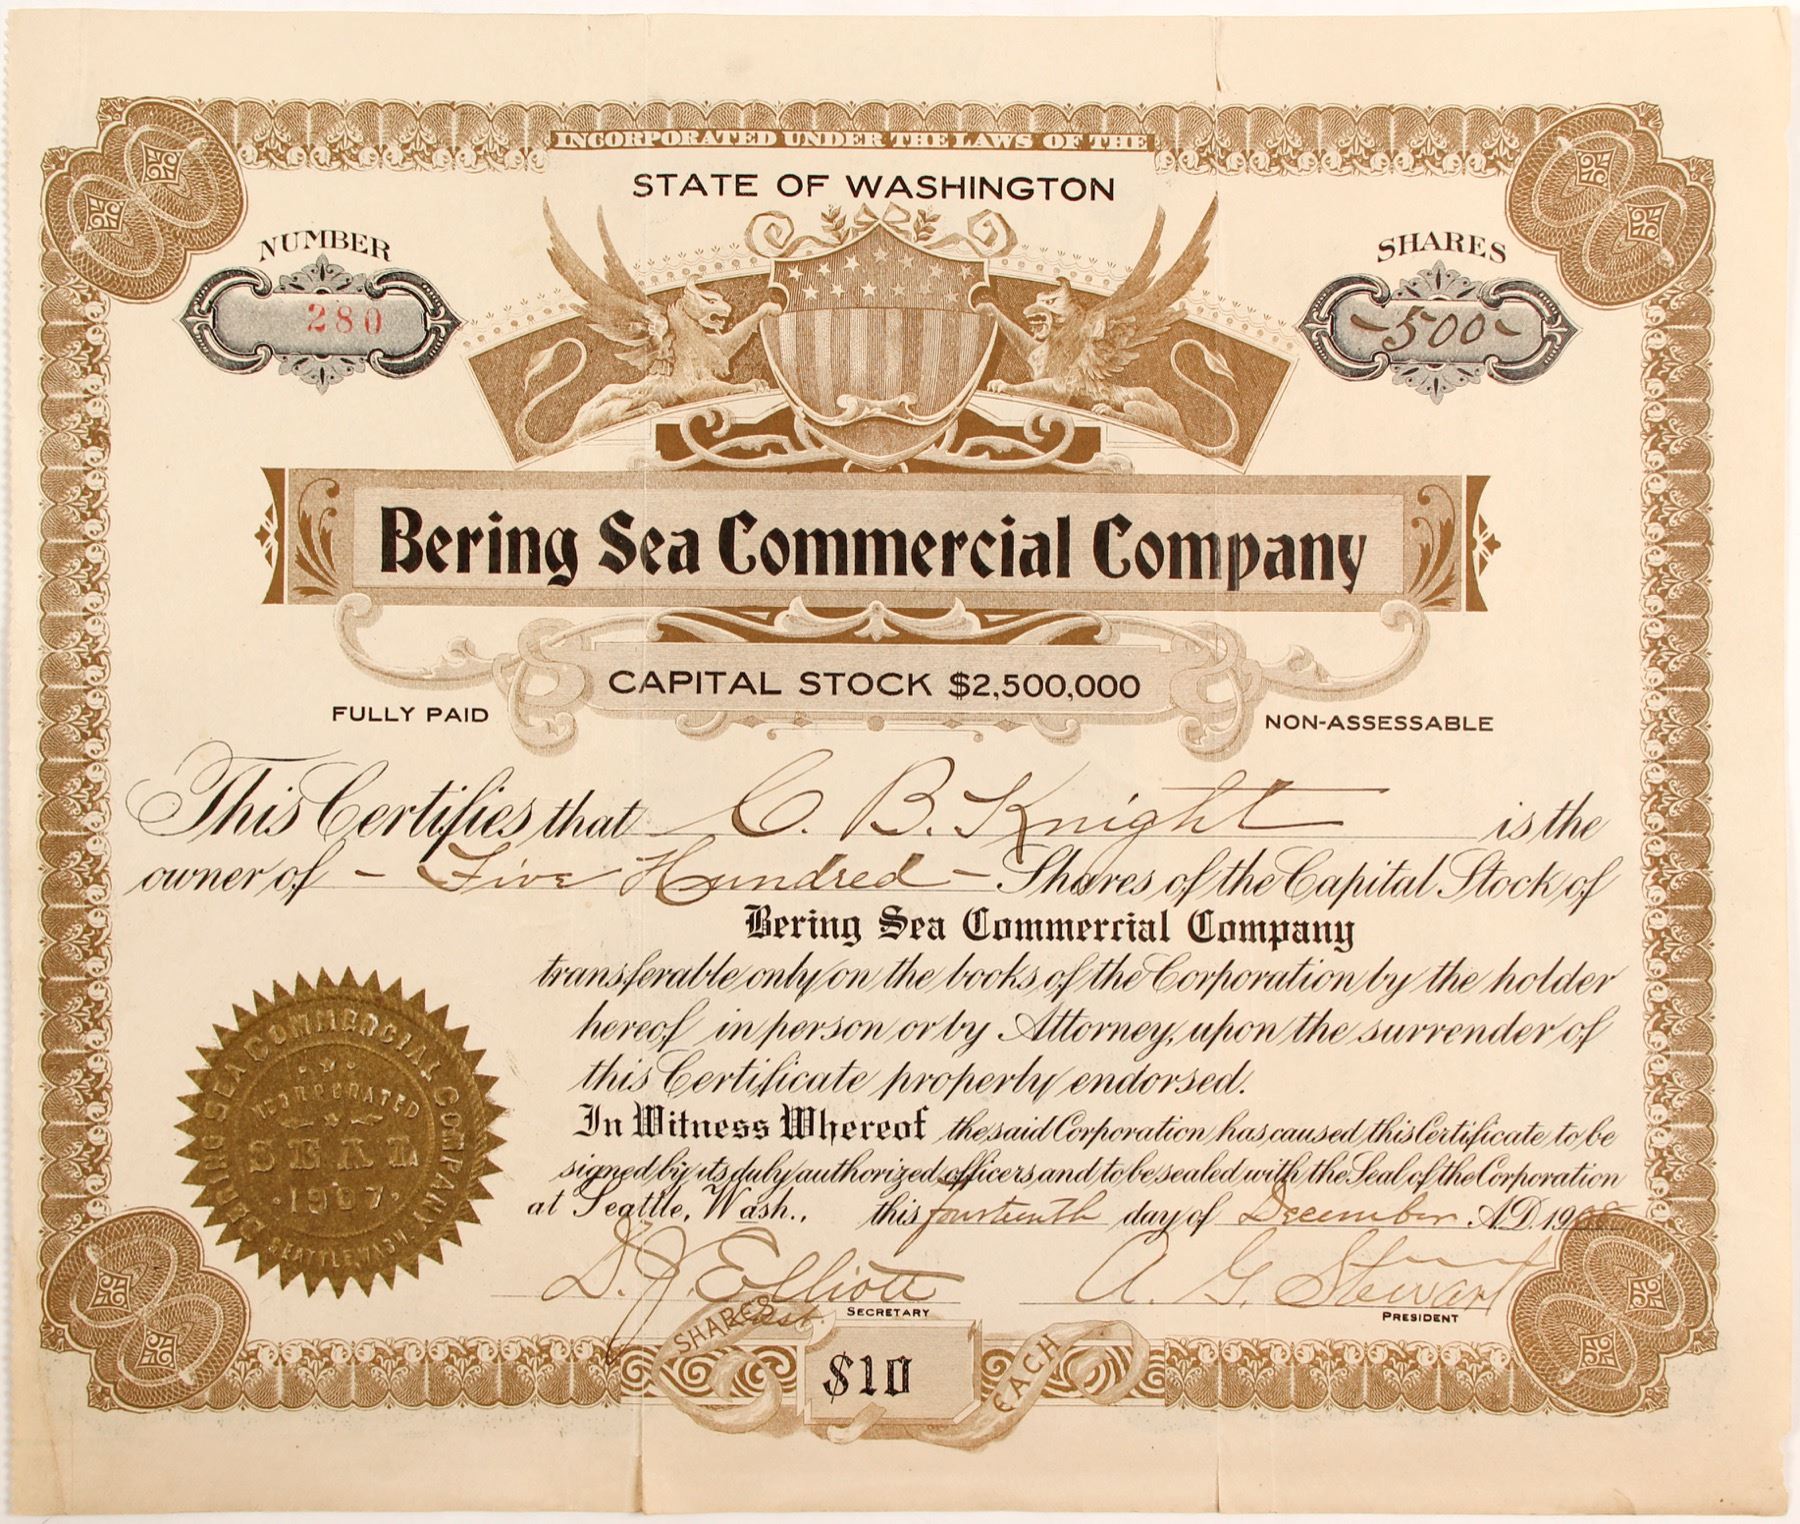 INCORPORATED UNDER THE LAWS OF THE
STATE OF WASHINGTON
NUMBER
280
SHARES
-500-
Bering Sea Commercial Company
CAPITAL STOCK $2,500,000
FULLY PAID
NON-ASSESSABLE
This Certifies that C. B. Knight is the
owner of - Five Hundred - Shares of the Capital Stock of
Bering Sea Commercial Company
transferable only on the books of the Corporation by the holder
hereof in person or by Attorney, upon the surrender of
this Certificate properly endorsed.
In Witness Whereof the said Corporation has caused this Certificate to be
signed by its duly authorized officers and to be sealed with the Seal of the Corporation
at Seattle, Wash., this fourteenth day of December A.D. 1908
BERING SEA COMMERCIAL COMPANY
INCORPORATED
SEAL
1907
SEATTLE, WASH
D. J. Elliott
Asst. SECRETARY
A. G. Stewart
PRESIDENT
SHARES
$10
EACH